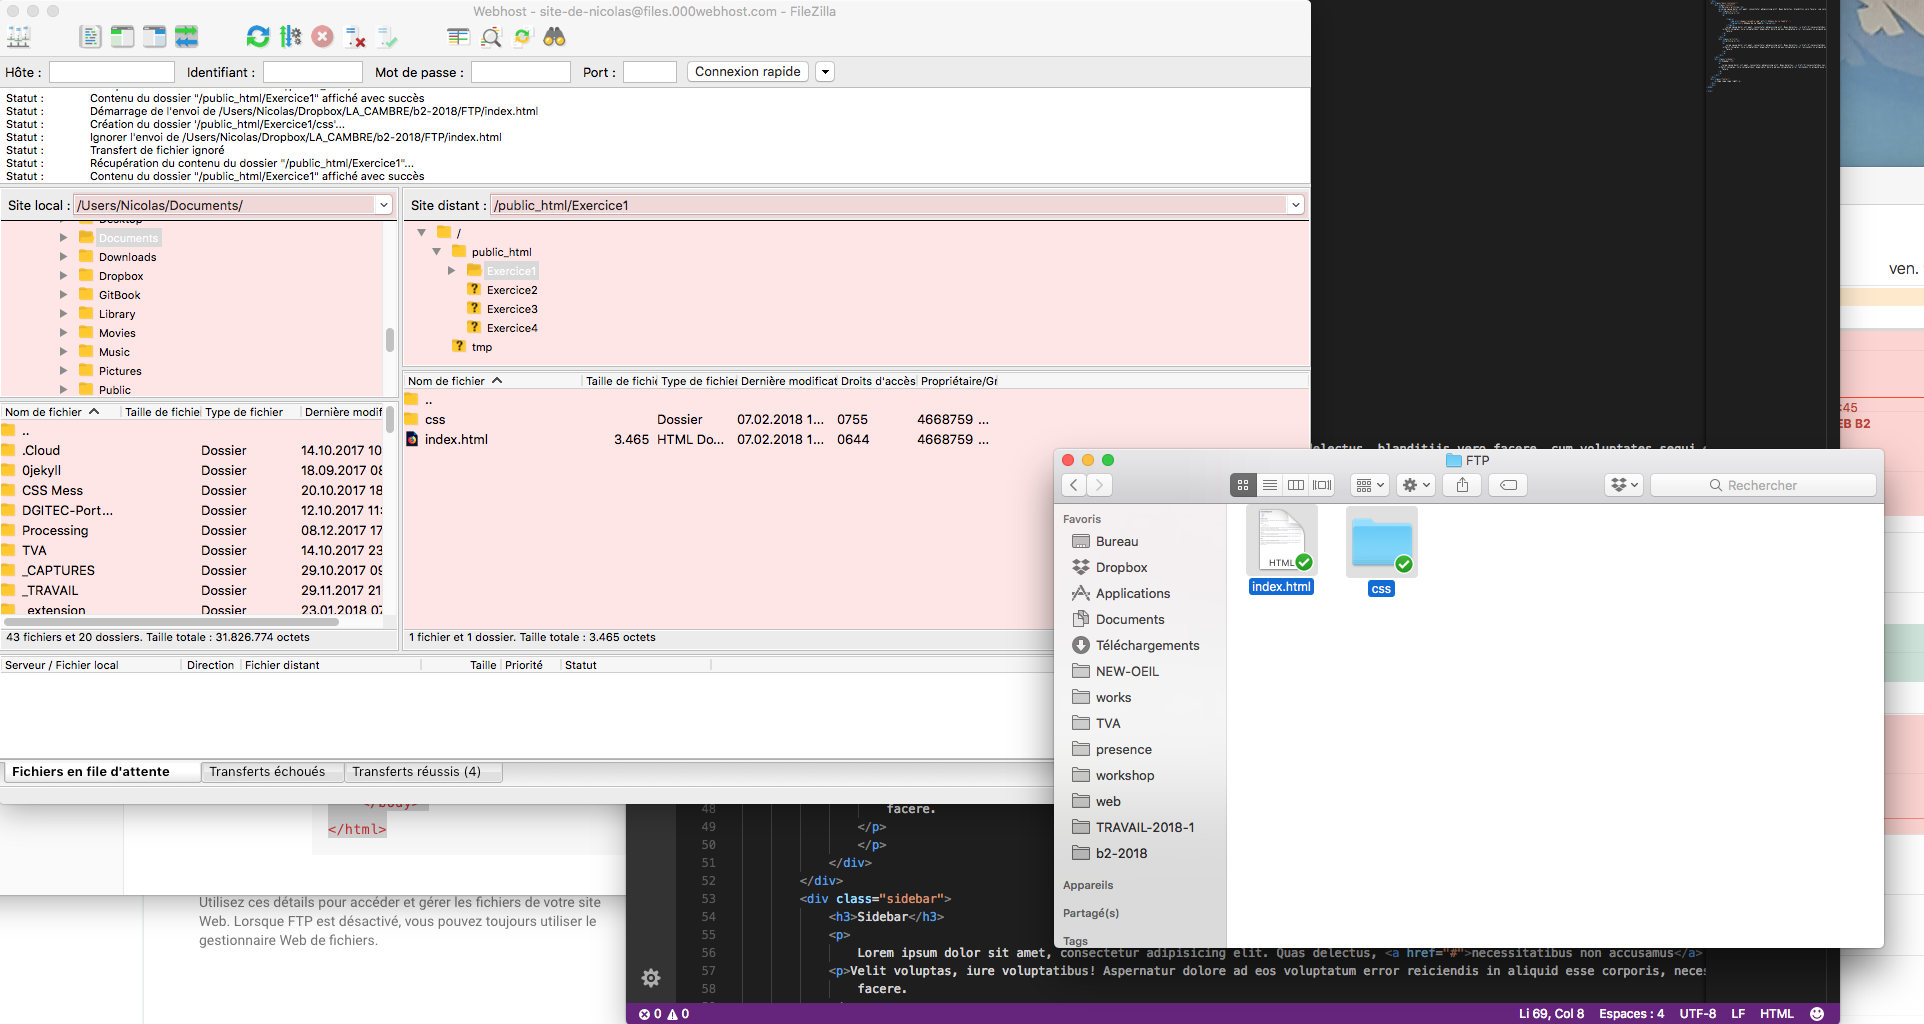 Webhost - site-de-nicolas@files.000webhost.com - FileZilla
Hôte : Identifiant : Mot de passe : Port : Connexion rapide
Statut : Contenu du dossier "/public_html/Exercice1" affiché avec succès
Statut : Démarrage de l'envoi de /Users/Nicolas/Dropbox/LA_CAMBRE/b2-2018/FTP/index.html
Statut : Création du dossier '/public_html/Exercice1/css'...
Statut : Ignorer l'envoi de /Users/Nicolas/Dropbox/LA_CAMBRE/b2-2018/FTP/index.html
Statut : Transfert de fichier ignoré
Statut : Récupération du contenu du dossier "/public_html/Exercice1"...
Statut : Contenu du dossier "/public_html/Exercice1" affiché avec succès
Site local : /Users/Nicolas/Documents/
Desktop
Documents
Downloads
Dropbox
GitBook
Library
Movies
Music
Pictures
Public
Nom de fichier Taille de fichie Type de fichier Dernière modif
..
.Cloud Dossier 14.10.2017 10
0jekyll Dossier 18.09.2017 08
CSS Mess Dossier 20.10.2017 18
DGITEC-Port... Dossier 12.10.2017 11:
Processing Dossier 08.12.2017 17
TVA Dossier 14.10.2017 23
_CAPTURES Dossier 29.10.2017 09
_TRAVAIL Dossier 29.11.2017 21
_extension Dossier 23.01.2018 07
43 fichiers et 20 dossiers. Taille totale : 31.826.774 octets
Site distant : /public_html/Exercice1
/
public_html
Exercice1
Exercice2
Exercice3
Exercice4
tmp
Nom de fichier Taille de fichi Type de fichier Dernière modificat Droits d'accès Propriétaire/Gr
..
css Dossier 07.02.2018 1... 0755 4668759 ...
index.html 3.465 HTML Do... 07.02.2018 1... 0644 4668759 ...
1 fichier et 1 dossier. Taille totale : 3.465 octets
Serveur / Fichier local Direction Fichier distant Taille Priorité Statut
Fichiers en file d'attente Transferts échoués Transferts réussis (4)
ven.
:45
EB B2
delectus, blanditiis vero facere, cum voluptates sequi
FTP
Rechercher
Favoris
Bureau
Dropbox
Applications
Documents
Téléchargements
NEW-OEIL
works
TVA
presence
workshop
web
TRAVAIL-2018-1
b2-2018
Appareils
Partagé(s)
Tags
HTML
index.html
css
</body>
</html>
Utilisez ces détails pour accéder et gérer les fichiers de votre site
Web. Lorsque FTP est désactivé, vous pouvez toujours utiliser le
gestionnaire Web de fichiers.
48 facere.
49 </p>
50 </p>
51 </div>
52 </div>
53 <div class="sidebar">
54 <h3>Sidebar</h3>
55 <p>
56 Lorem ipsum dolor sit amet, consectetur adipisicing elit. Quas delectus, <a href="#">necessitatibus non accusamus</a>
57 <p>Velit voluptas, iure voluptatibus! Aspernatur dolore ad eos voluptatum error reiciendis in aliquid esse corporis, neces
58 facere.
0 0 Li 69, Col 8 Espaces : 4 UTF-8 LF HTML